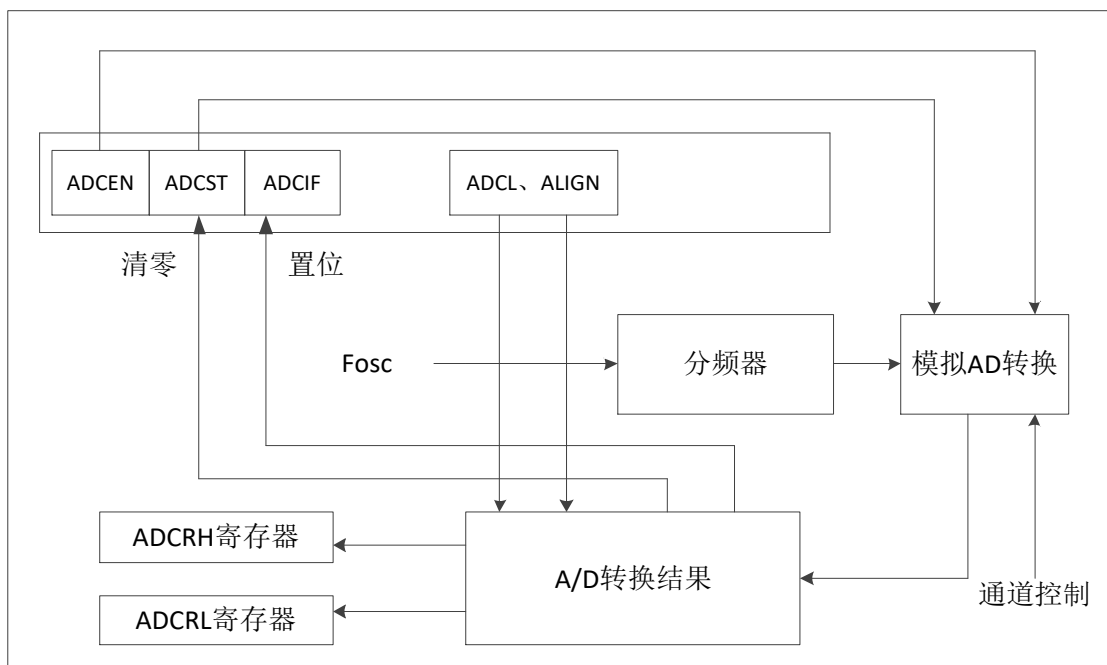 ADCEN
ADCST
ADCIF
ADCL、ALIGN
清零
置位
Fosc
分频器
模拟AD转换
ADCRH寄存器
A/D转换结果
ADCRL寄存器
通道控制